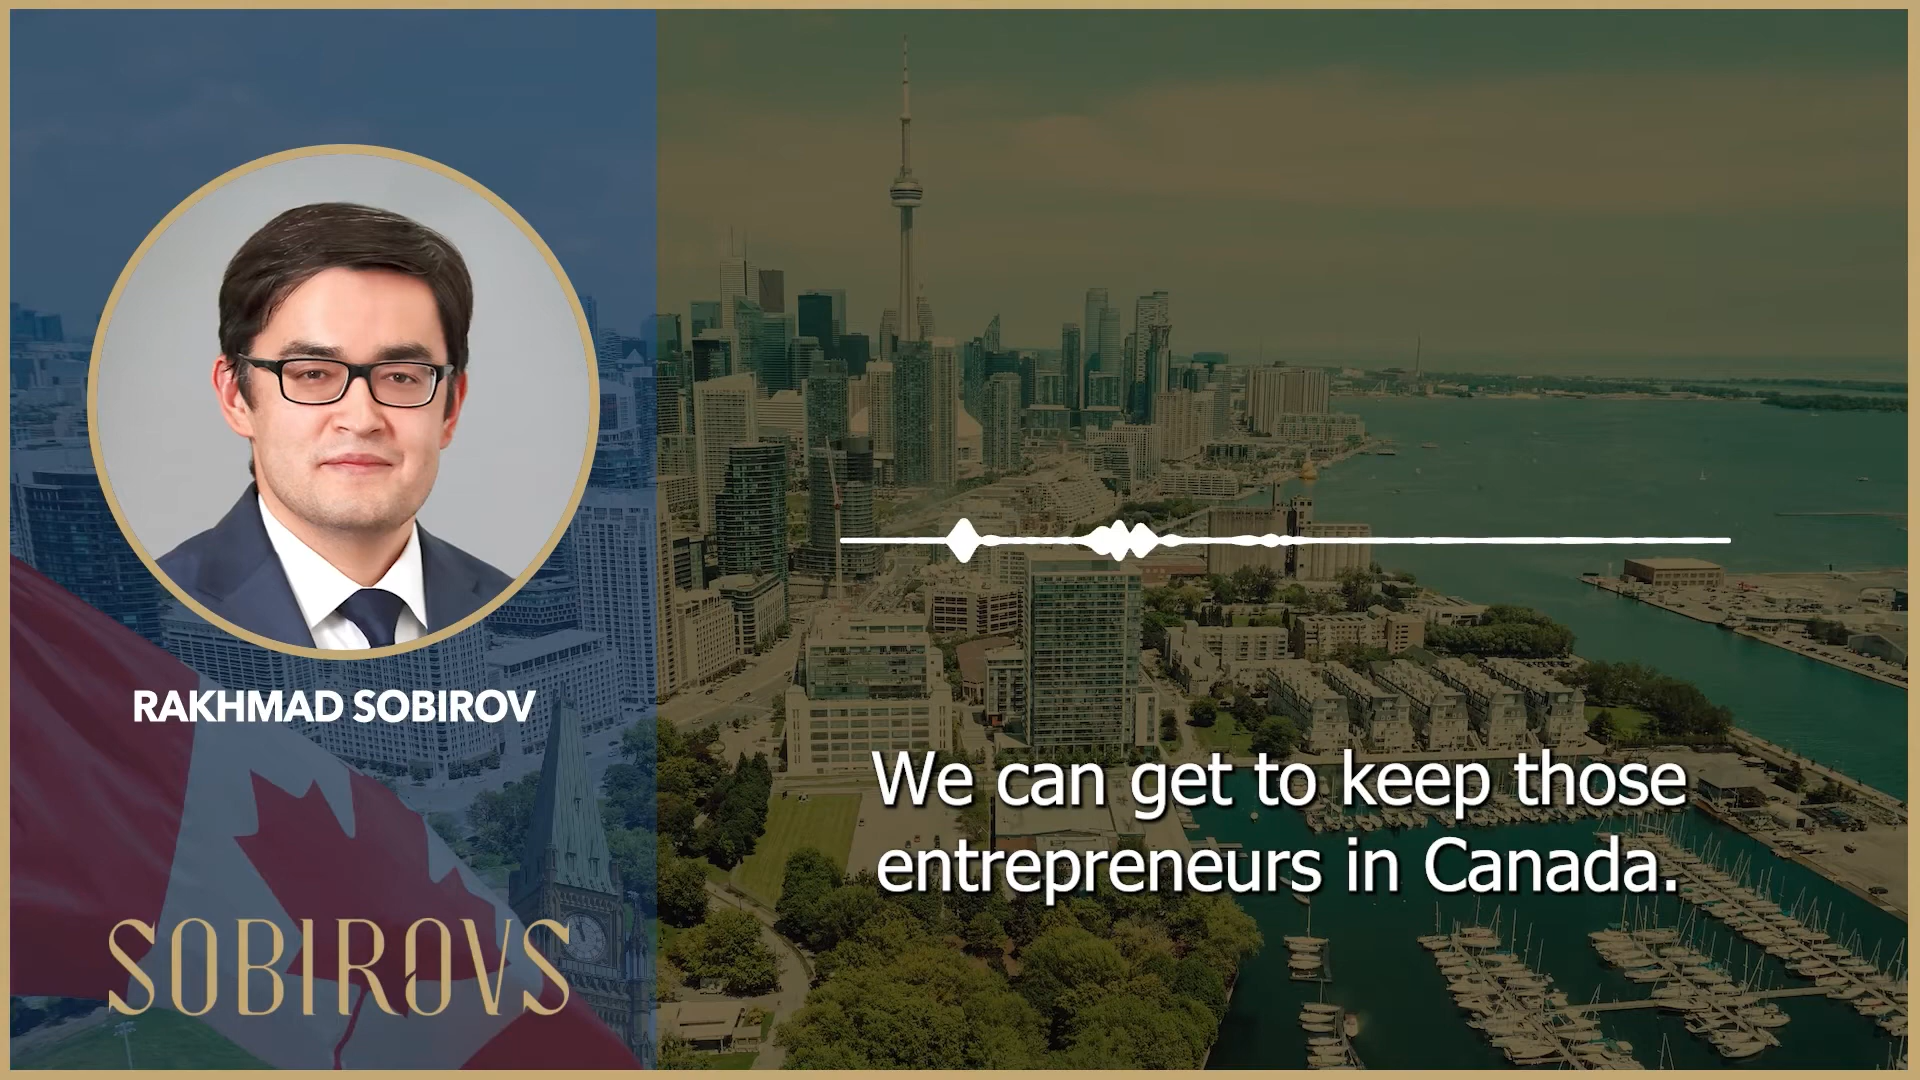 RAKHMAD SOBIROV
SOBIROVS
We can get to keep those
entrepreneurs in Canada.